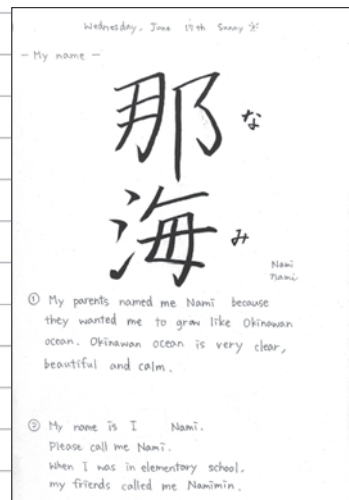 Wednesday, June 17th Sunny
- My name -
那 な
海 み
Nami
nami
① My parents named me Nami because
they wanted me to grow like Okinawan
ocean. Okinawan ocean is very clear,
beautiful and calm.
② My name is I Nami.
Please call me Nami.
When I was in elementary school,
my friends called me Namimin.